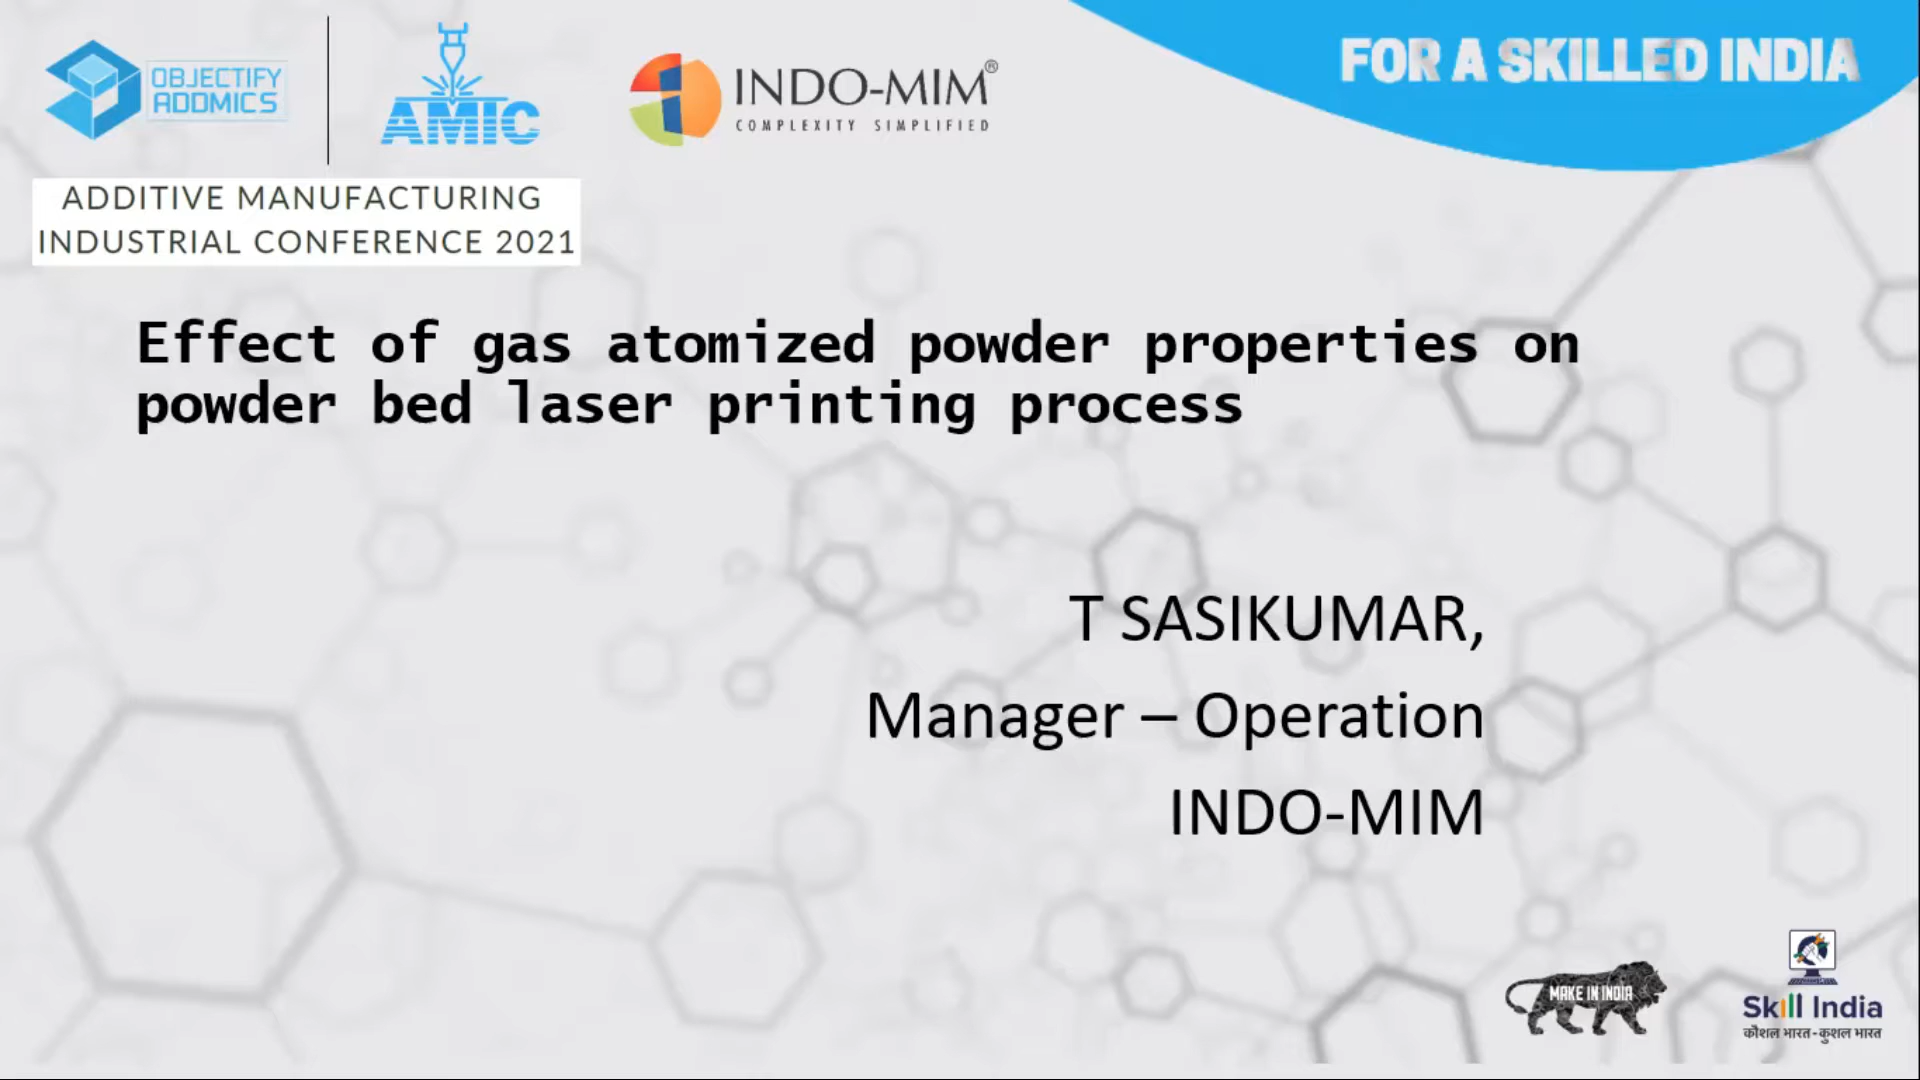 OBJECTIFY
ADDMICS
AMIC
INDO-MIM®
COMPLEXITY SIMPLIFIED
FOR A SKILLED INDIA
ADDITIVE MANUFACTURING
INDUSTRIAL CONFERENCE 2021
Effect of gas atomized powder properties on
powder bed laser printing process
T SASIKUMAR,
Manager – Operation
INDO-MIM
MAKE IN INDIA
Skill India
कौशल भारत-कुशल भारत